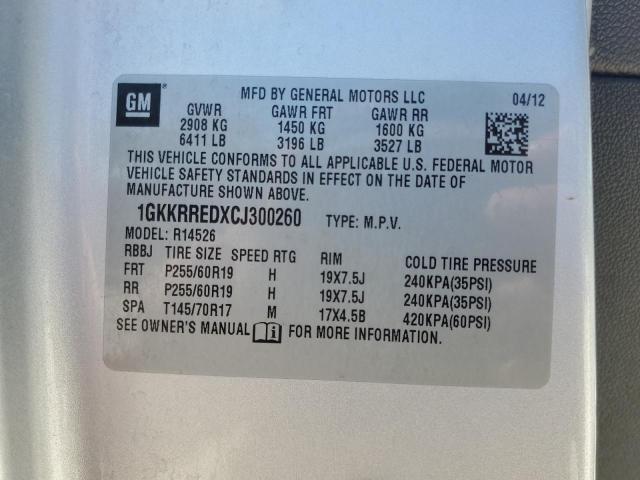 GM
MFD BY GENERAL MOTORS LLC 04/12
GVWR GAWR FRT GAWR RR
2908 KG 1450 KG 1600 KG
6411 LB 3196 LB 3527 LB
THIS VEHICLE CONFORMS TO ALL APPLICABLE U.S. FEDERAL MOTOR
VEHICLE SAFETY STANDARDS IN EFFECT ON THE DATE OF
MANUFACTURE SHOWN ABOVE.
1GKKRREDXCJ300260 TYPE: M.P.V.
MODEL: R14526
RBBJ TIRE SIZE SPEED RTG RIM COLD TIRE PRESSURE
FRT P255/60R19 H 19X7.5J 240KPA(35PSI)
RR P255/60R19 H 19X7.5J 240KPA(35PSI)
SPA T145/70R17 M 17X4.5B 420KPA(60PSI)
SEE OWNER'S MANUAL FOR MORE INFORMATION.